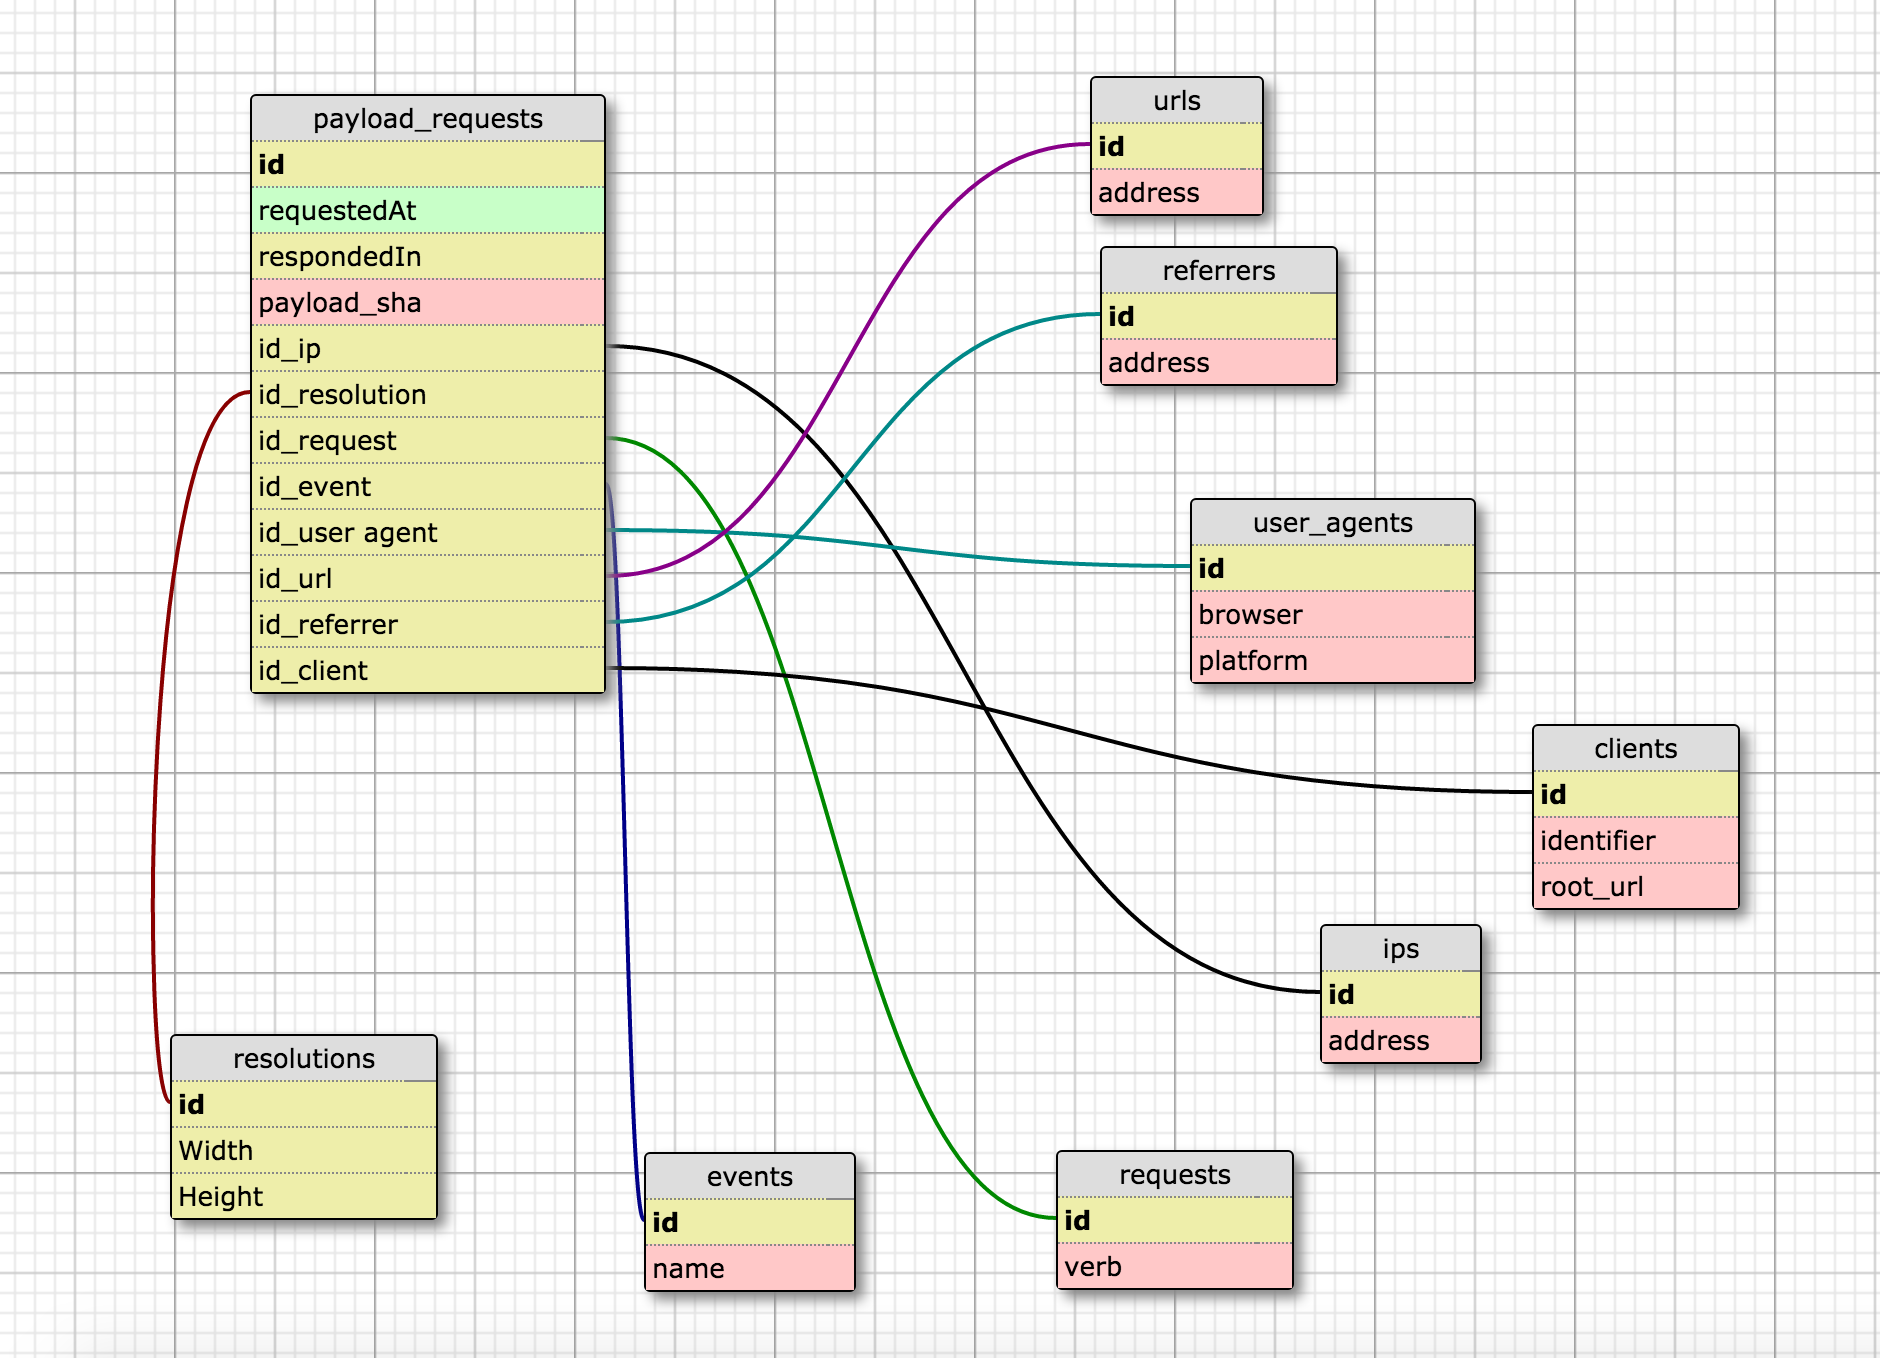 payload_requests
id
requestedAt
respondedIn
payload_sha
id_ip
id_resolution
id_request
id_event
id_user agent
id_url
id_referrer
id_client
urls
id
address
referrers
id
address
user_agents
id
browser
platform
clients
id
identifier
root_url
ips
id
address
resolutions
id
Width
Height
events
id
name
requests
id
verb